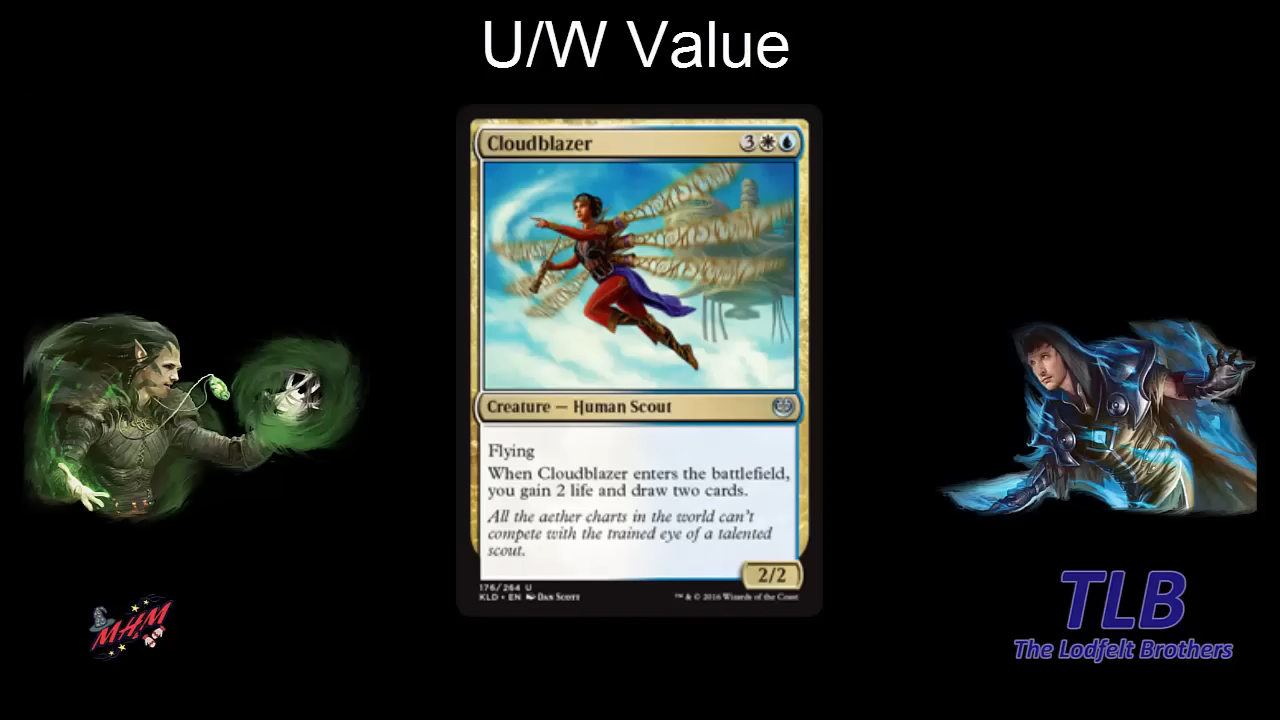 U/W Value
Cloudblazer 3
Creature — Human Scout
Flying
When Cloudblazer enters the battlefield,
you gain 2 life and draw two cards.
All the aether charts in the world can't
compete with the trained eye of a talented
scout.
2/2
176/264 U
KLD • EN Dan Scott
™ & © 2016 Wizards of the Coast
MHM
TLB
The Lodfelt Brothers